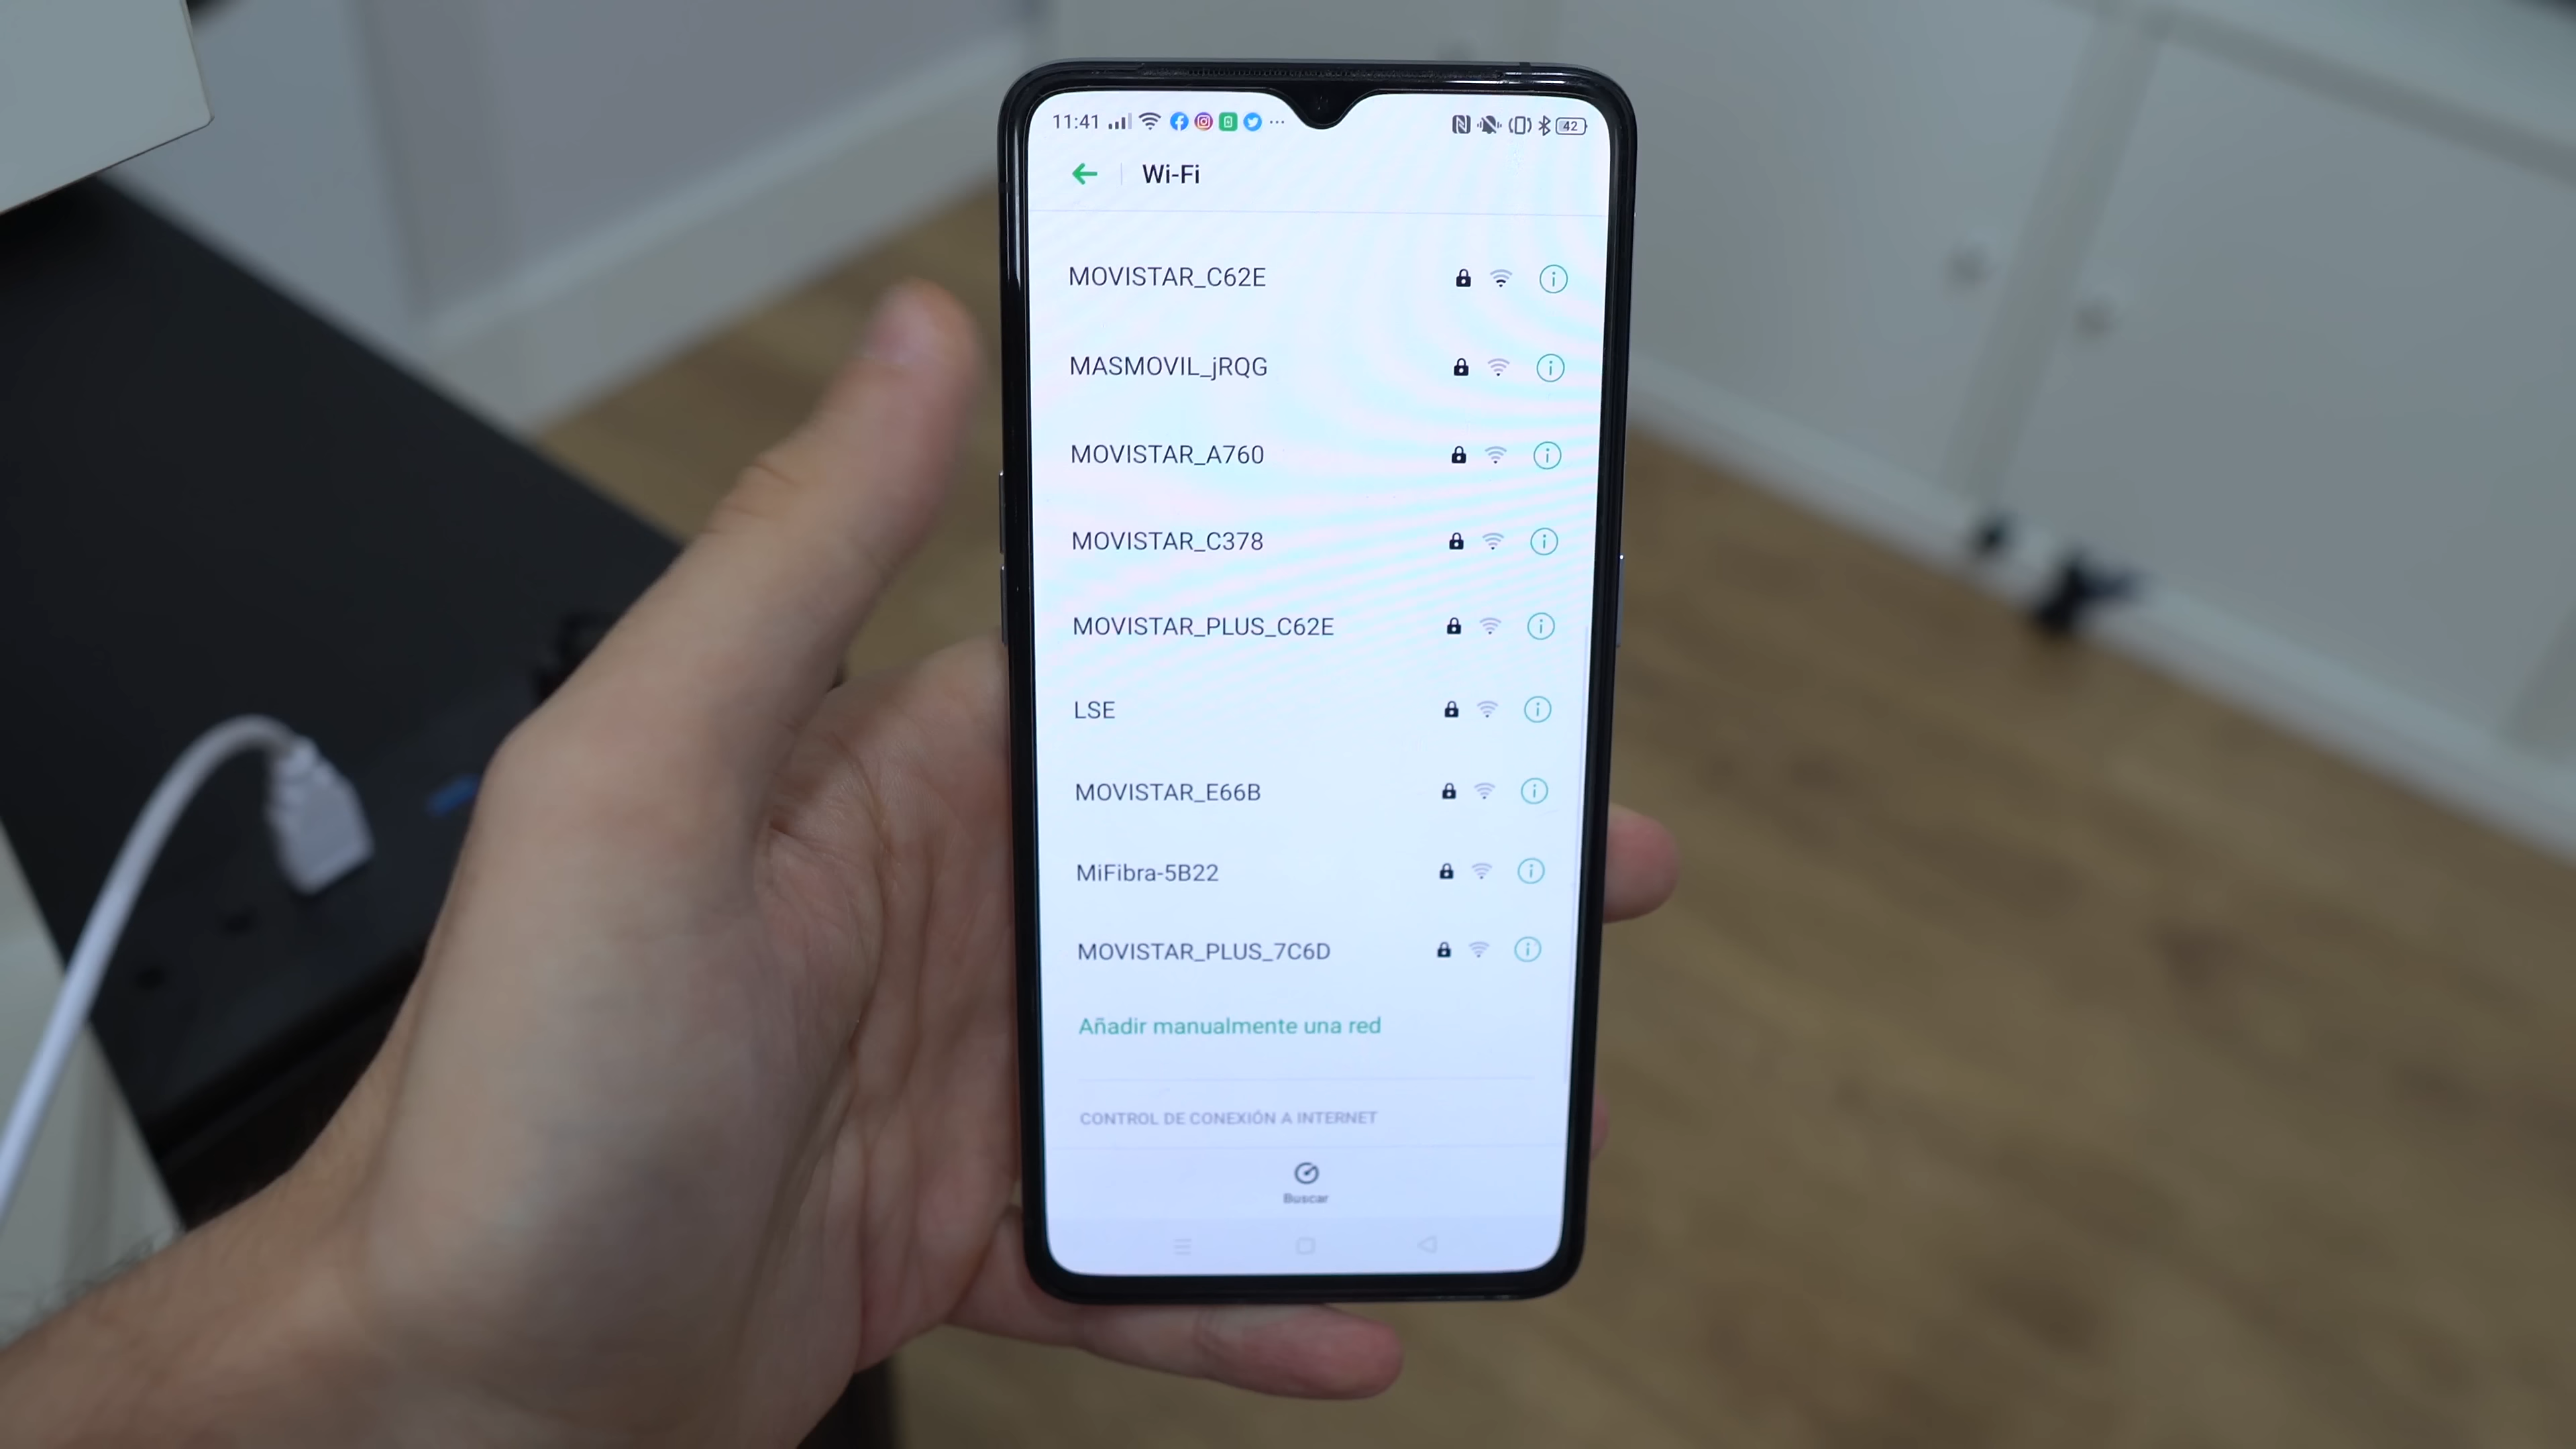 11:41 42
Wi-Fi
MOVISTAR_C62E
MASMOVIL_jRQG
MOVISTAR_A760
MOVISTAR_C378
MOVISTAR_PLUS_C62E
LSE
MOVISTAR_E66B
MiFibra-5B22
MOVISTAR_PLUS_7C6D
Añadir manualmente una red
CONTROL DE CONEXIÓN A INTERNET
Buscar